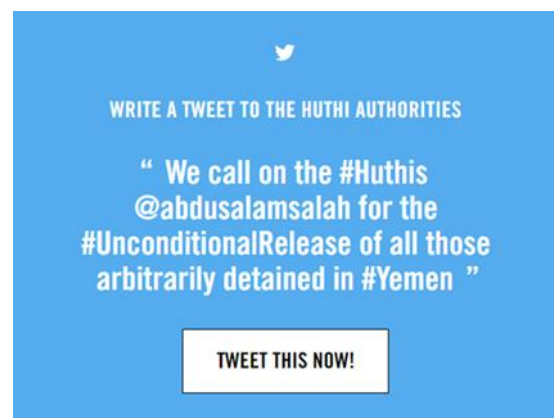 WRITE A TWEET TO THE HUTHI AUTHORITIES
“ We call on the #Huthis
@abdusalamsalah for the
#UnconditionalRelease of all those
arbitrarily detained in #Yemen ”
TWEET THIS NOW!